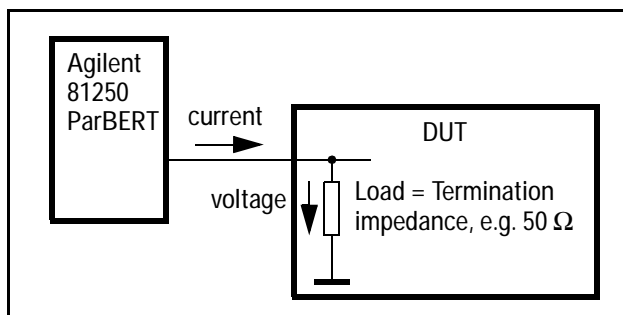 Agilent
81250
ParBERT
current
DUT
voltage
Load = Termination
impedance, e.g. 50 Ω